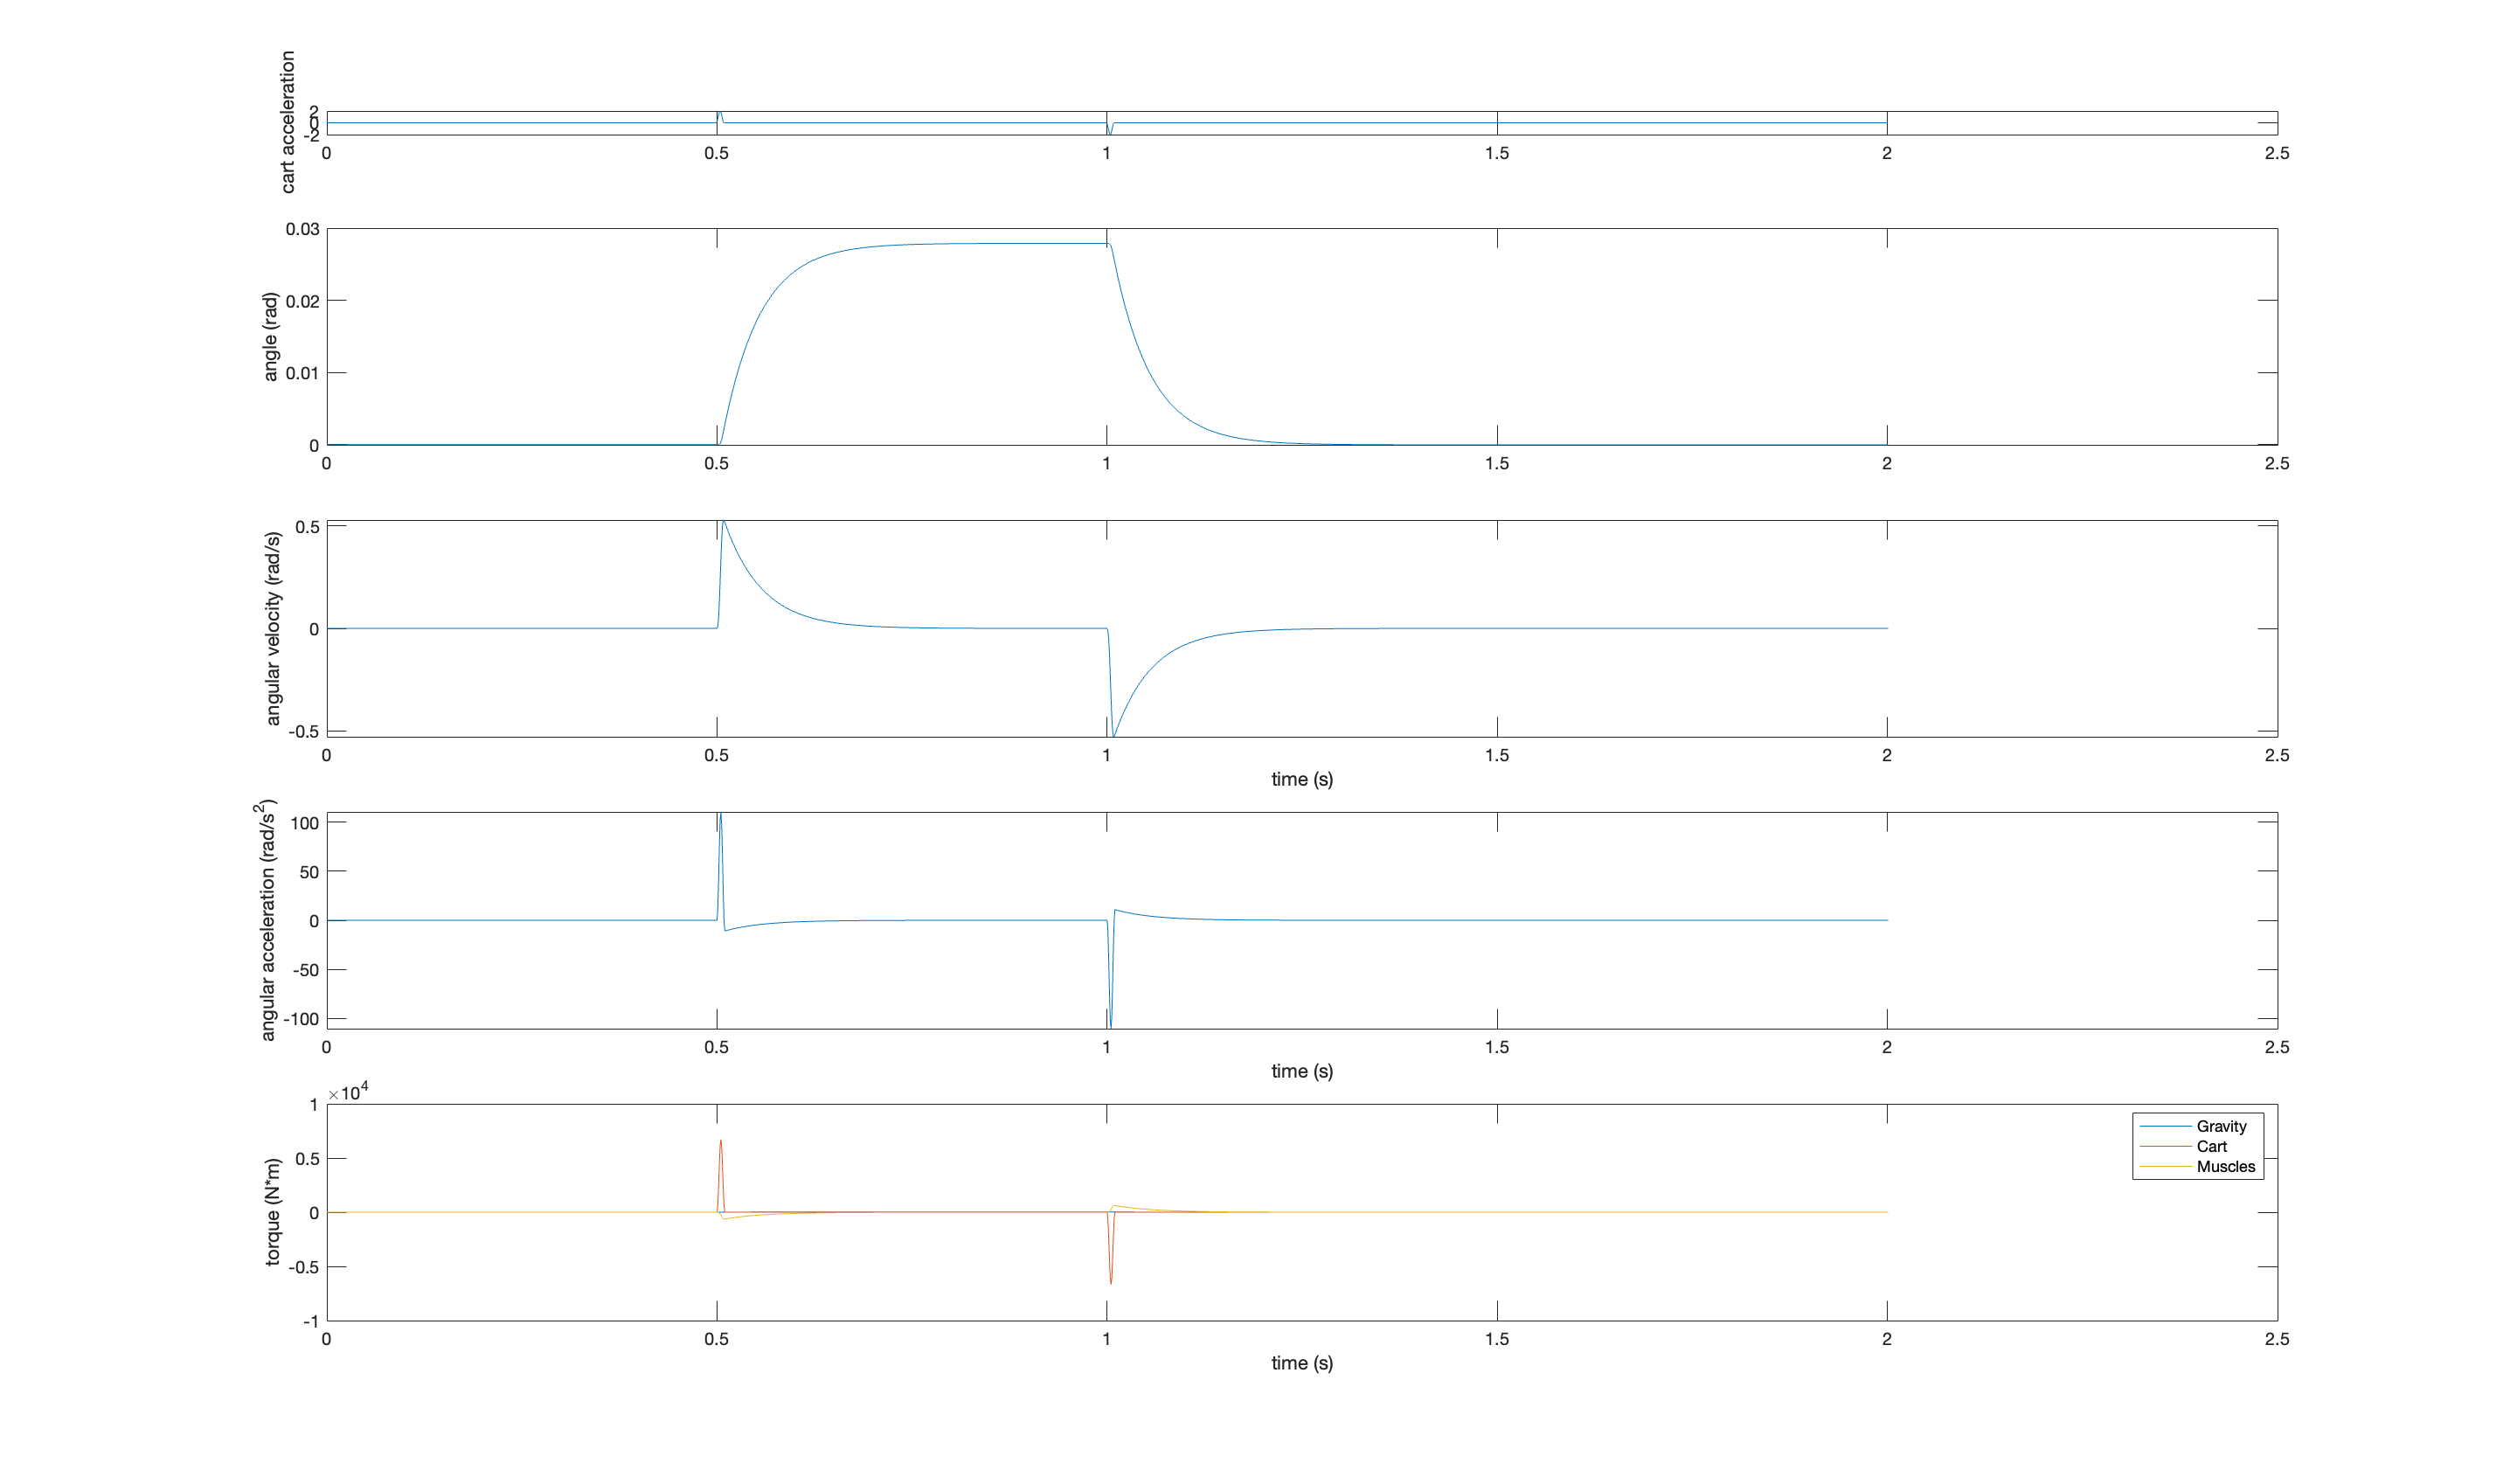 cart acceleration
2
0
-2
0 0.5 1 1.5 2 2.5
angle (rad)
0.03
0.02
0.01
0
0 0.5 1 1.5 2 2.5
angular velocity (rad/s)
0.5
0
-0.5
0 0.5 1 1.5 2 2.5
time (s)
angular acceleration (rad/s²)
100
50
0
-50
-100
0 0.5 1 1.5 2 2.5
time (s)
×10⁴
torque (N*m)
1
0.5
0
-0.5
-1
Gravity
Cart
Muscles
0 0.5 1 1.5 2 2.5
time (s)